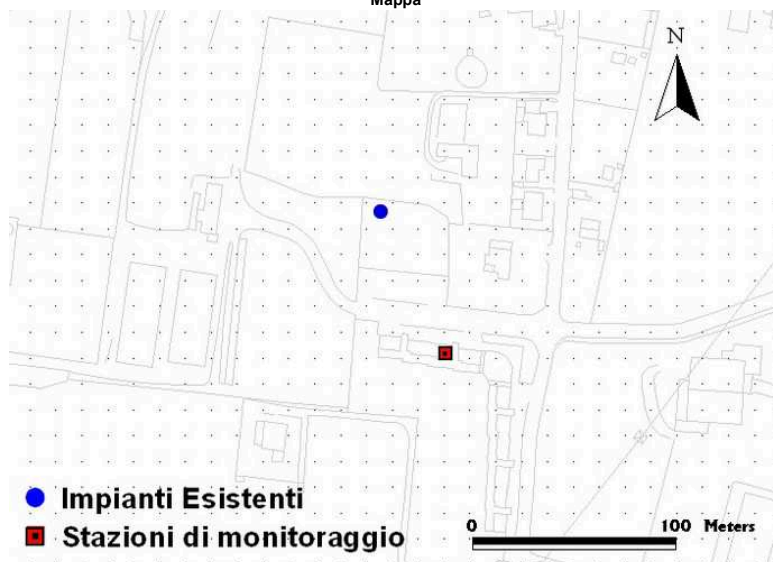 Mappa
N
Impianti Esistenti
Stazioni di monitoraggio
0 100 Meters